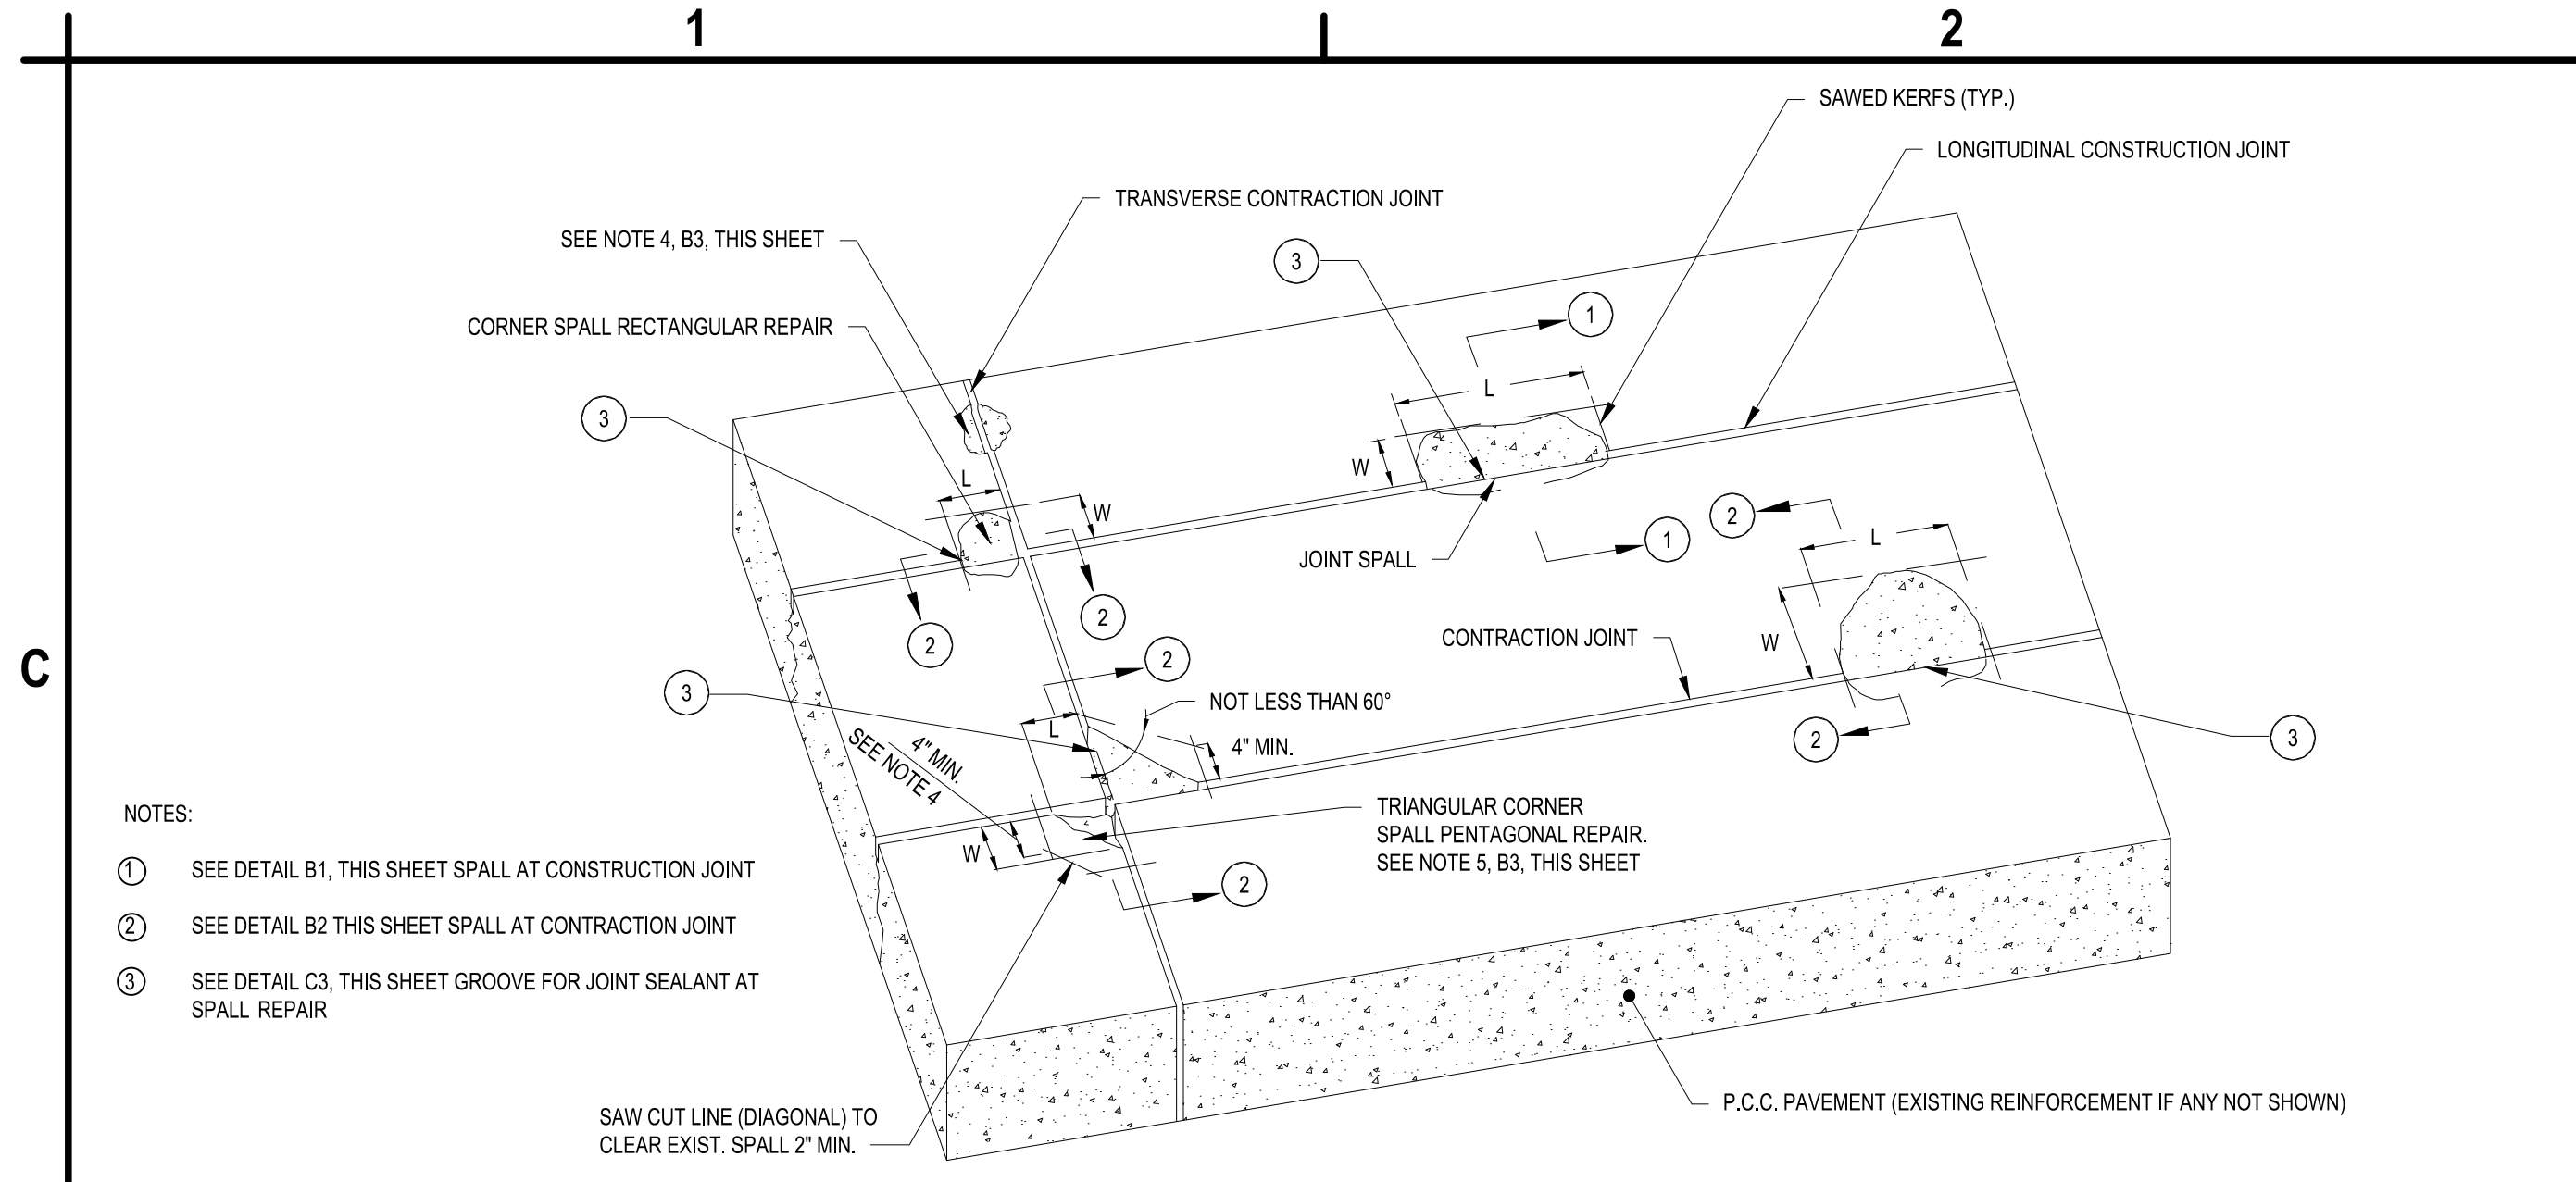 1
2
SAWED KERFS (TYP.)
LONGITUDINAL CONSTRUCTION JOINT
TRANSVERSE CONTRACTION JOINT
SEE NOTE 4, B3, THIS SHEET
3
1
CORNER SPALL RECTANGULAR REPAIR
L
3
W
L
W
2
L
1
JOINT SPALL
2
2
CONTRACTION JOINT
W
C
2
3
NOT LESS THAN 60°
L
4" MIN.
SEE NOTE 4
4" MIN.
2
3
NOTES:
TRIANGULAR CORNER
SPALL PENTAGONAL REPAIR.
SEE NOTE 5, B3, THIS SHEET
W
2
1 SEE DETAIL B1, THIS SHEET SPALL AT CONSTRUCTION JOINT
2 SEE DETAIL B2 THIS SHEET SPALL AT CONTRACTION JOINT
3 SEE DETAIL C3, THIS SHEET GROOVE FOR JOINT SEALANT AT
SPALL REPAIR
P.C.C. PAVEMENT (EXISTING REINFORCEMENT IF ANY NOT SHOWN)
SAW CUT LINE (DIAGONAL) TO
CLEAR EXIST. SPALL 2" MIN.